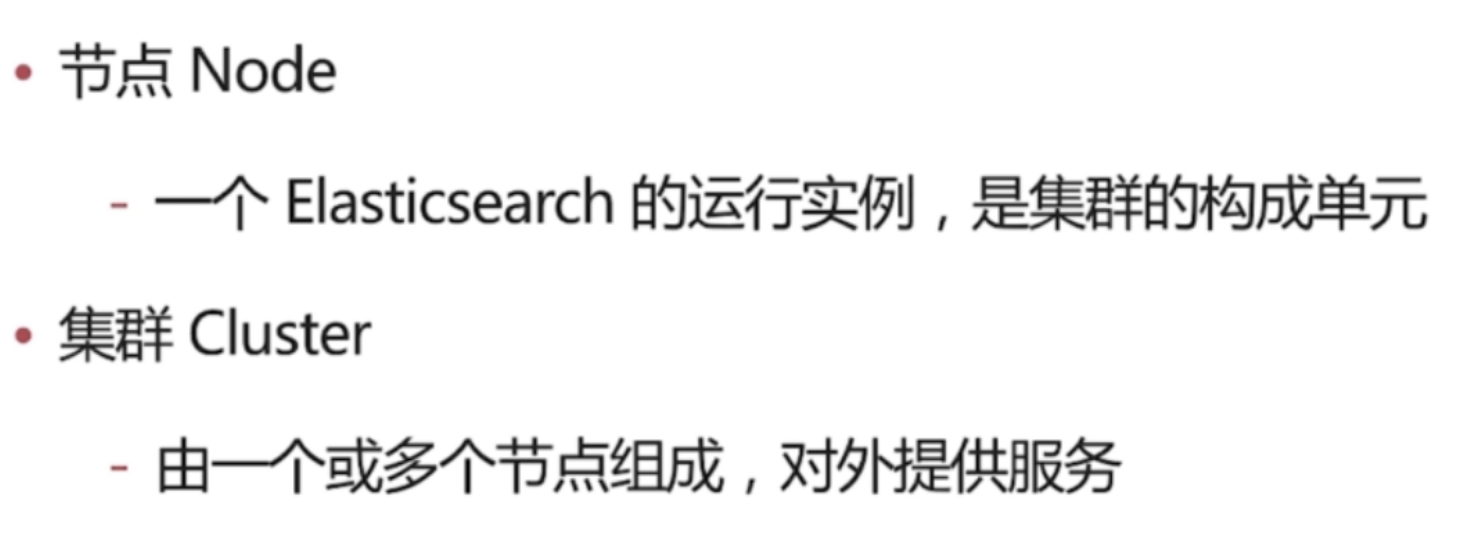 • 节点 Node
- 一个 Elasticsearch 的运行实例，是集群的构成单元
• 集群 Cluster
- 由一个或多个节点组成，对外提供服务